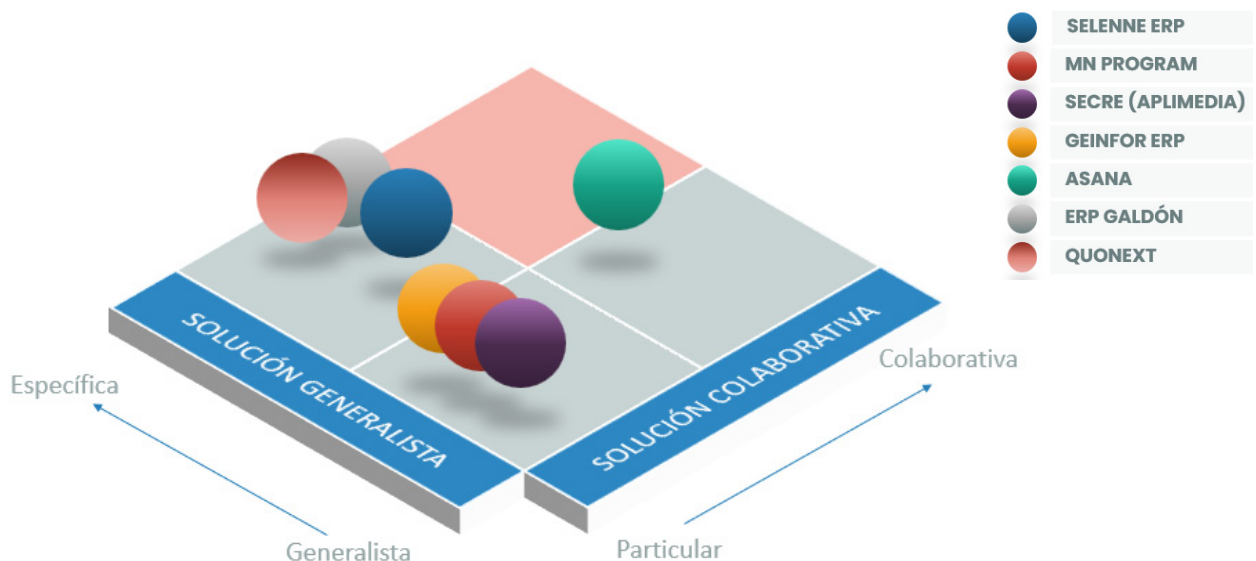 SELENNE ERP
MN PROGRAM
SECRE (APLIMEDIA)
GEINFOR ERP
ASANA
ERP GALDÓN
QUONEXT
SOLUCIÓN GENERALISTA
SOLUCIÓN COLABORATIVA
Específica
Generalista
Particular
Colaborativa